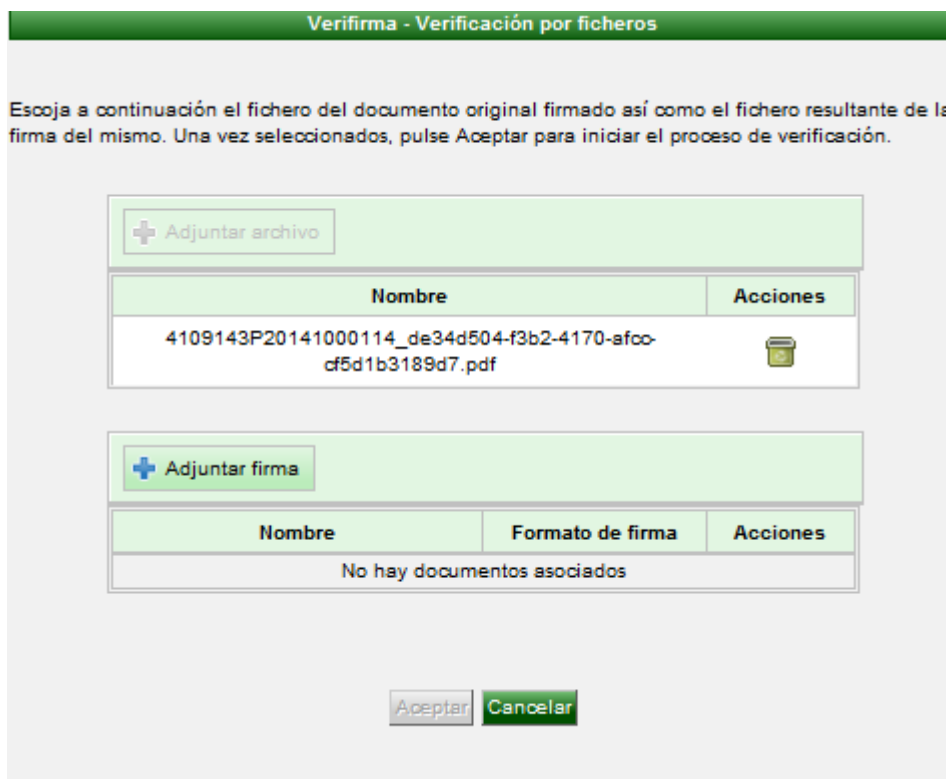 Verifirma - Verificación por ficheros
Escoja a continuación el fichero del documento original firmado así como el fichero resultante de la
firma del mismo. Una vez seleccionados, pulse Aceptar para iniciar el proceso de verificación.
Adjuntar archivo
Nombre Acciones
4109143P20141000114_de34d504-f3b2-4170-afcc-
cf5d1b3189d7.pdf
Adjuntar firma
Nombre Formato de firma Acciones
No hay documentos asociados
Aceptar Cancelar